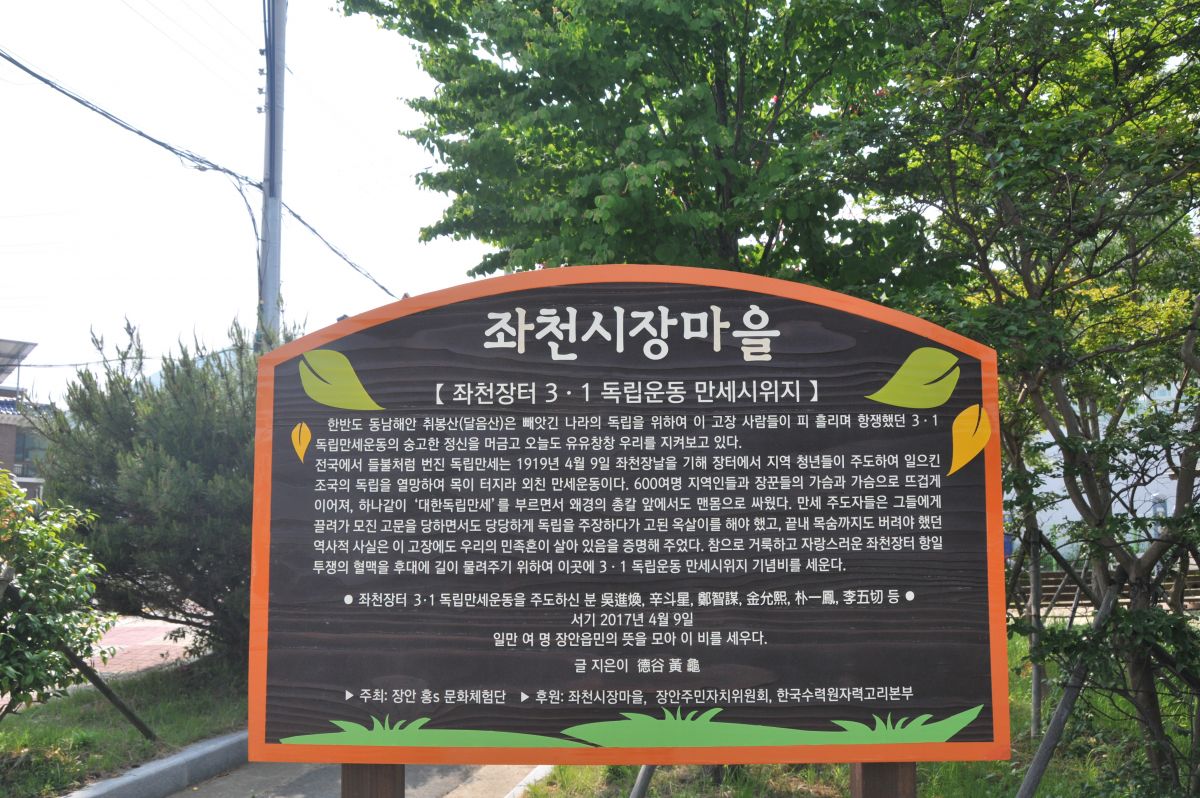 좌천시장마을
【 좌천장터 3 · 1 독립운동 만세시위지 】
한반도 동남해안 취봉산(달음산)은 빼앗긴 나라의 독립을 위하여 이 고장 사람들이 피 흘리며 항쟁했던 3 · 1
독립만세운동의 숭고한 정신을 머금고 오늘도 유유창창 우리를 지켜보고 있다.
전국에서 들불처럼 번진 독립만세는 1919년 4월 9일 좌천장날을 기해 장터에서 지역 청년들이 주도하여 일으킨
조국의 독립을 열망하여 목이 터지라 외친 만세운동이다. 600여명 지역인들과 장꾼들의 가슴과 가슴으로 뜨겁게
이어져, 하나같이 ‘대한독립만세’를 부르면서 왜경의 총칼 앞에서도 맨몸으로 싸웠다. 만세 주도자들은 그들에게
끌려가 모진 고문을 당하면서도 당당하게 독립을 주장하다가 고된 옥살이를 해야 했고, 끝내 목숨까지도 버려야 했던
역사적 사실은 이 고장에도 우리의 민족혼이 살아 있음을 증명해 주었다. 참으로 거룩하고 자랑스러운 좌천장터 항일
투쟁의 혈맥을 후대에 길이 물려주기 위하여 이곳에 3 · 1 독립운동 만세시위지 기념비를 세운다.
● 좌천장터 3·1 독립만세운동을 주도하신 분 吳進煥, 辛斗星, 鄭智謀, 金允熙, 朴一鳳, 李五切 등 ●
서기 2017년 4월 9일
일만 여 명 장안읍민의 뜻을 모아 이 비를 세우다.
글 지은이 德谷 黃 龜
▶ 주최: 장안 홍s 문화체험단 ▶ 후원: 좌천시장마을, 장안주민자치위원회, 한국수력원자력고리본부